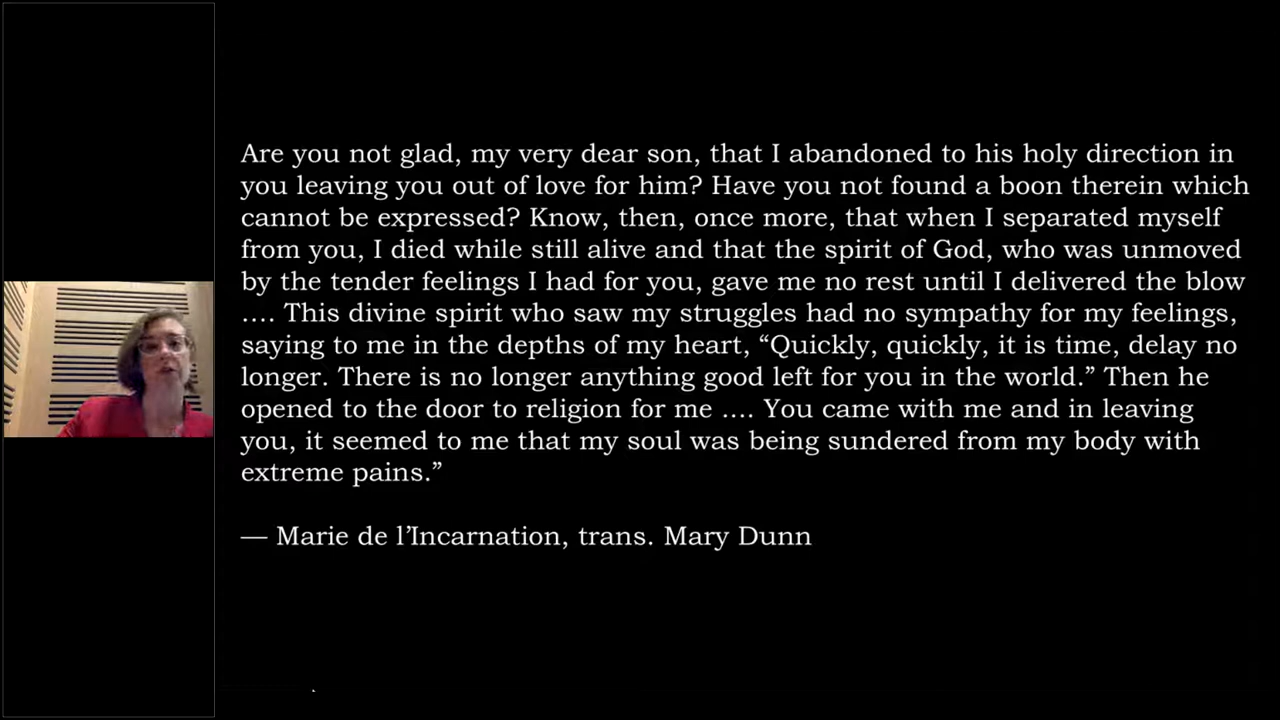 Are you not glad, my very dear son, that I abandoned to his holy direction in
you leaving you out of love for him? Have you not found a boon therein which
cannot be expressed? Know, then, once more, that when I separated myself
from you, I died while still alive and that the spirit of God, who was unmoved
by the tender feelings I had for you, gave me no rest until I delivered the blow
…. This divine spirit who saw my struggles had no sympathy for my feelings,
saying to me in the depths of my heart, “Quickly, quickly, it is time, delay no
longer. There is no longer anything good left for you in the world.” Then he
opened to the door to religion for me …. You came with me and in leaving
you, it seemed to me that my soul was being sundered from my body with
extreme pains.”
— Marie de l’Incarnation, trans. Mary Dunn